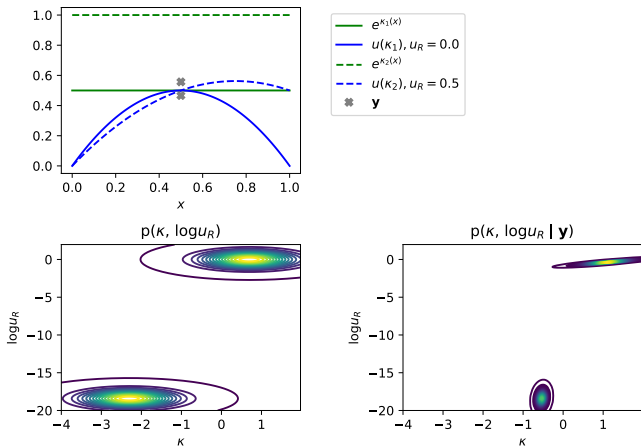 1.0
0.8
0.6
0.4
0.2
0.0
0.0 0.2 0.4 0.6 0.8 1.0
x
e^{κ₁(x)}
u(κ₁), u_R = 0.0
e^{κ₂(x)}
u(κ₂), u_R = 0.5
y
p(κ, logu_R)
logu_R
0
−5
−10
−15
−20
−4 −3 −2 −1 0 1
κ
p(κ, logu_R | y)
logu_R
0
−5
−10
−15
−20
−4 −3 −2 −1 0 1
κ